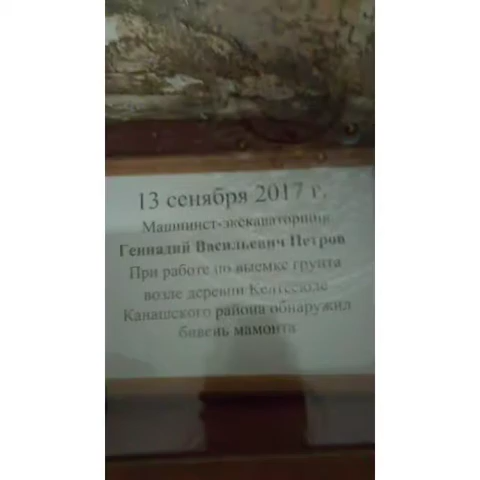 13 сенября 2017 г.
Машинист-экскаваторщик
Геннадий Васильевич Петров
При работе по выемке грунта
возле деревни
Канашского района обнаружил
бивень мамонта